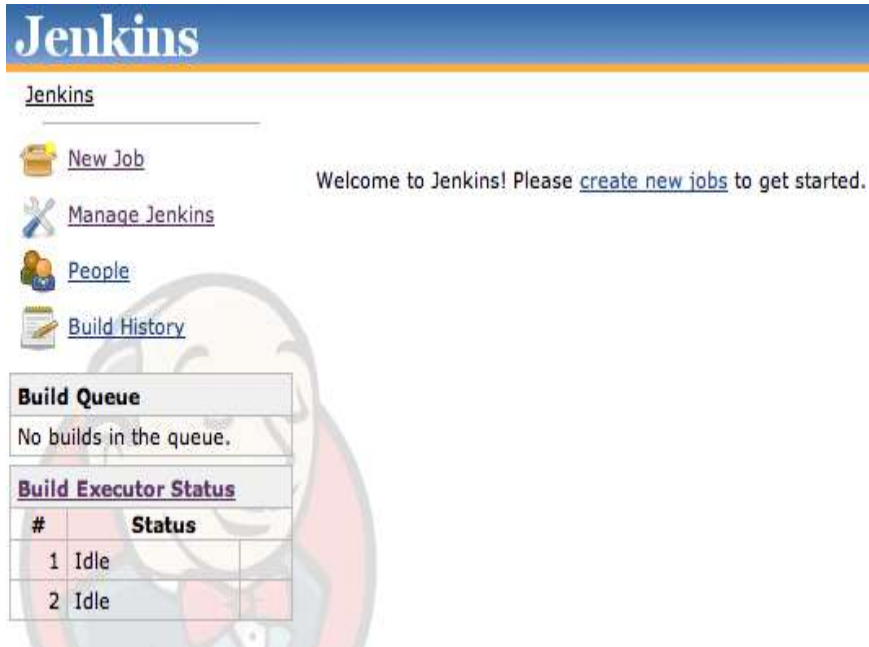 Jenkins
Jenkins
New Job
Manage Jenkins
People
Build History
Welcome to Jenkins! Please create new jobs to get started.
Build Queue
No builds in the queue.
Build Executor Status
# Status
1 Idle
2 Idle